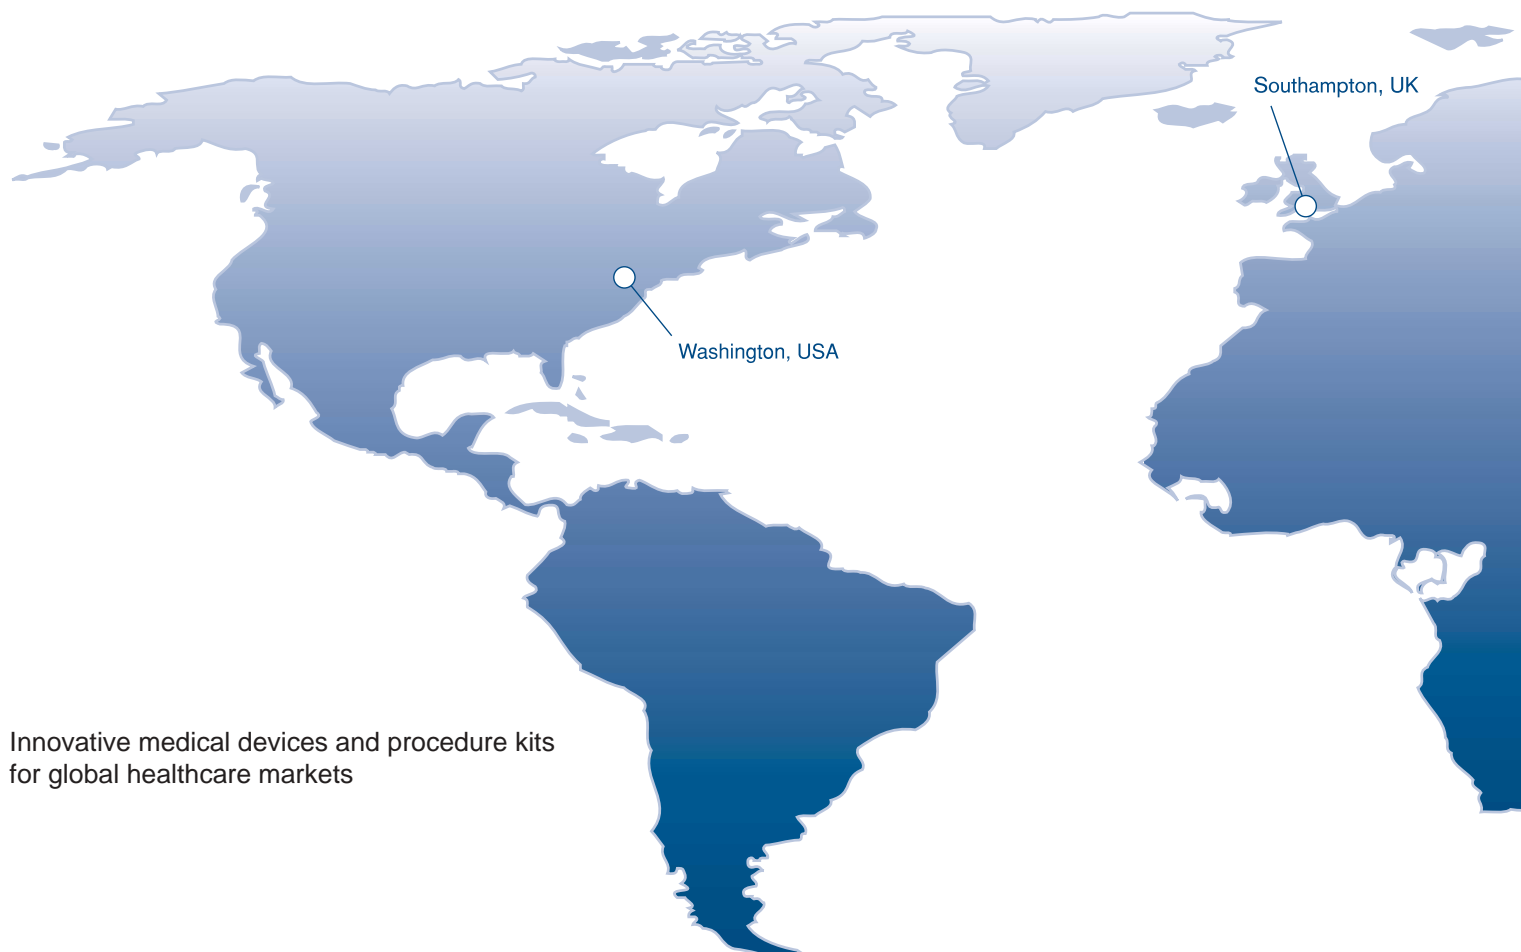 Southampton, UK
Washington, USA
Innovative medical devices and procedure kits
for global healthcare markets